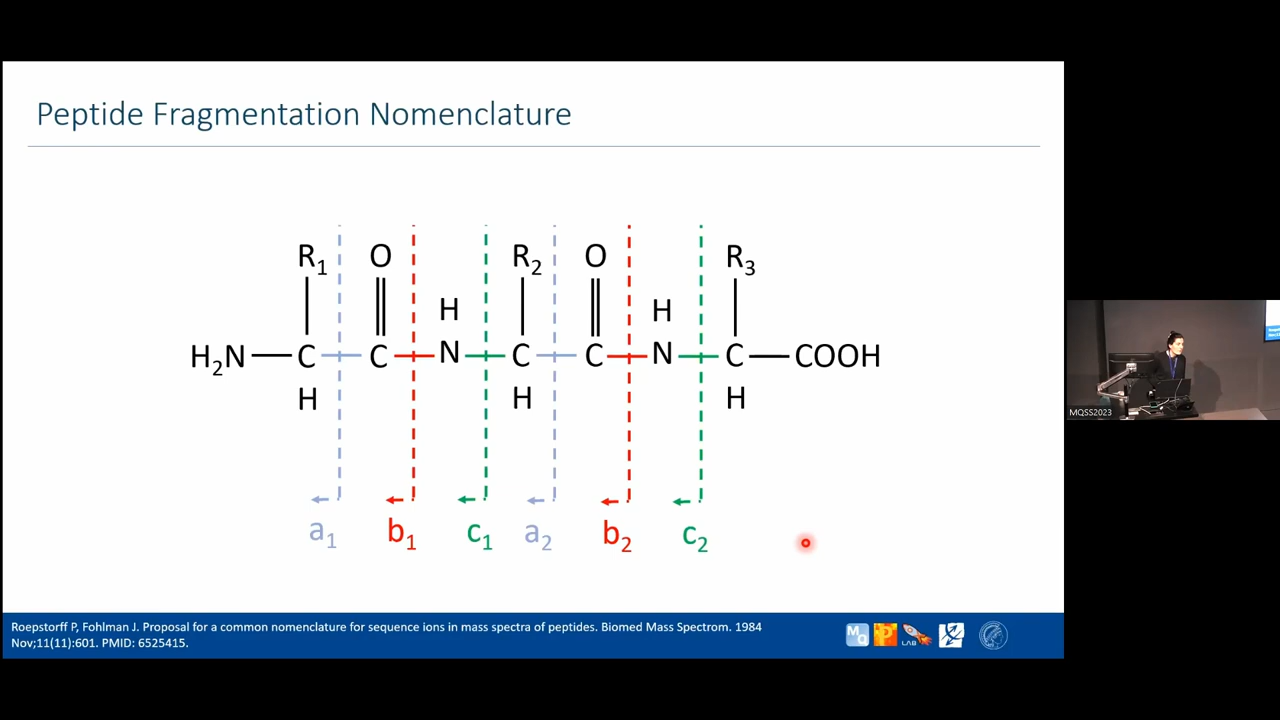 Peptide Fragmentation Nomenclature
R1 O R2 O R3
H H
H2N C C N C C N C COOH
H H H
a1 b1 c1 a2 b2 c2
Roepstorff P, Fohlman J. Proposal for a common nomenclature for sequence ions in mass spectra of peptides. Biomed Mass Spectrom. 1984
Nov;11(11):601. PMID: 6525415.
MQ P LAB
MQSS2023